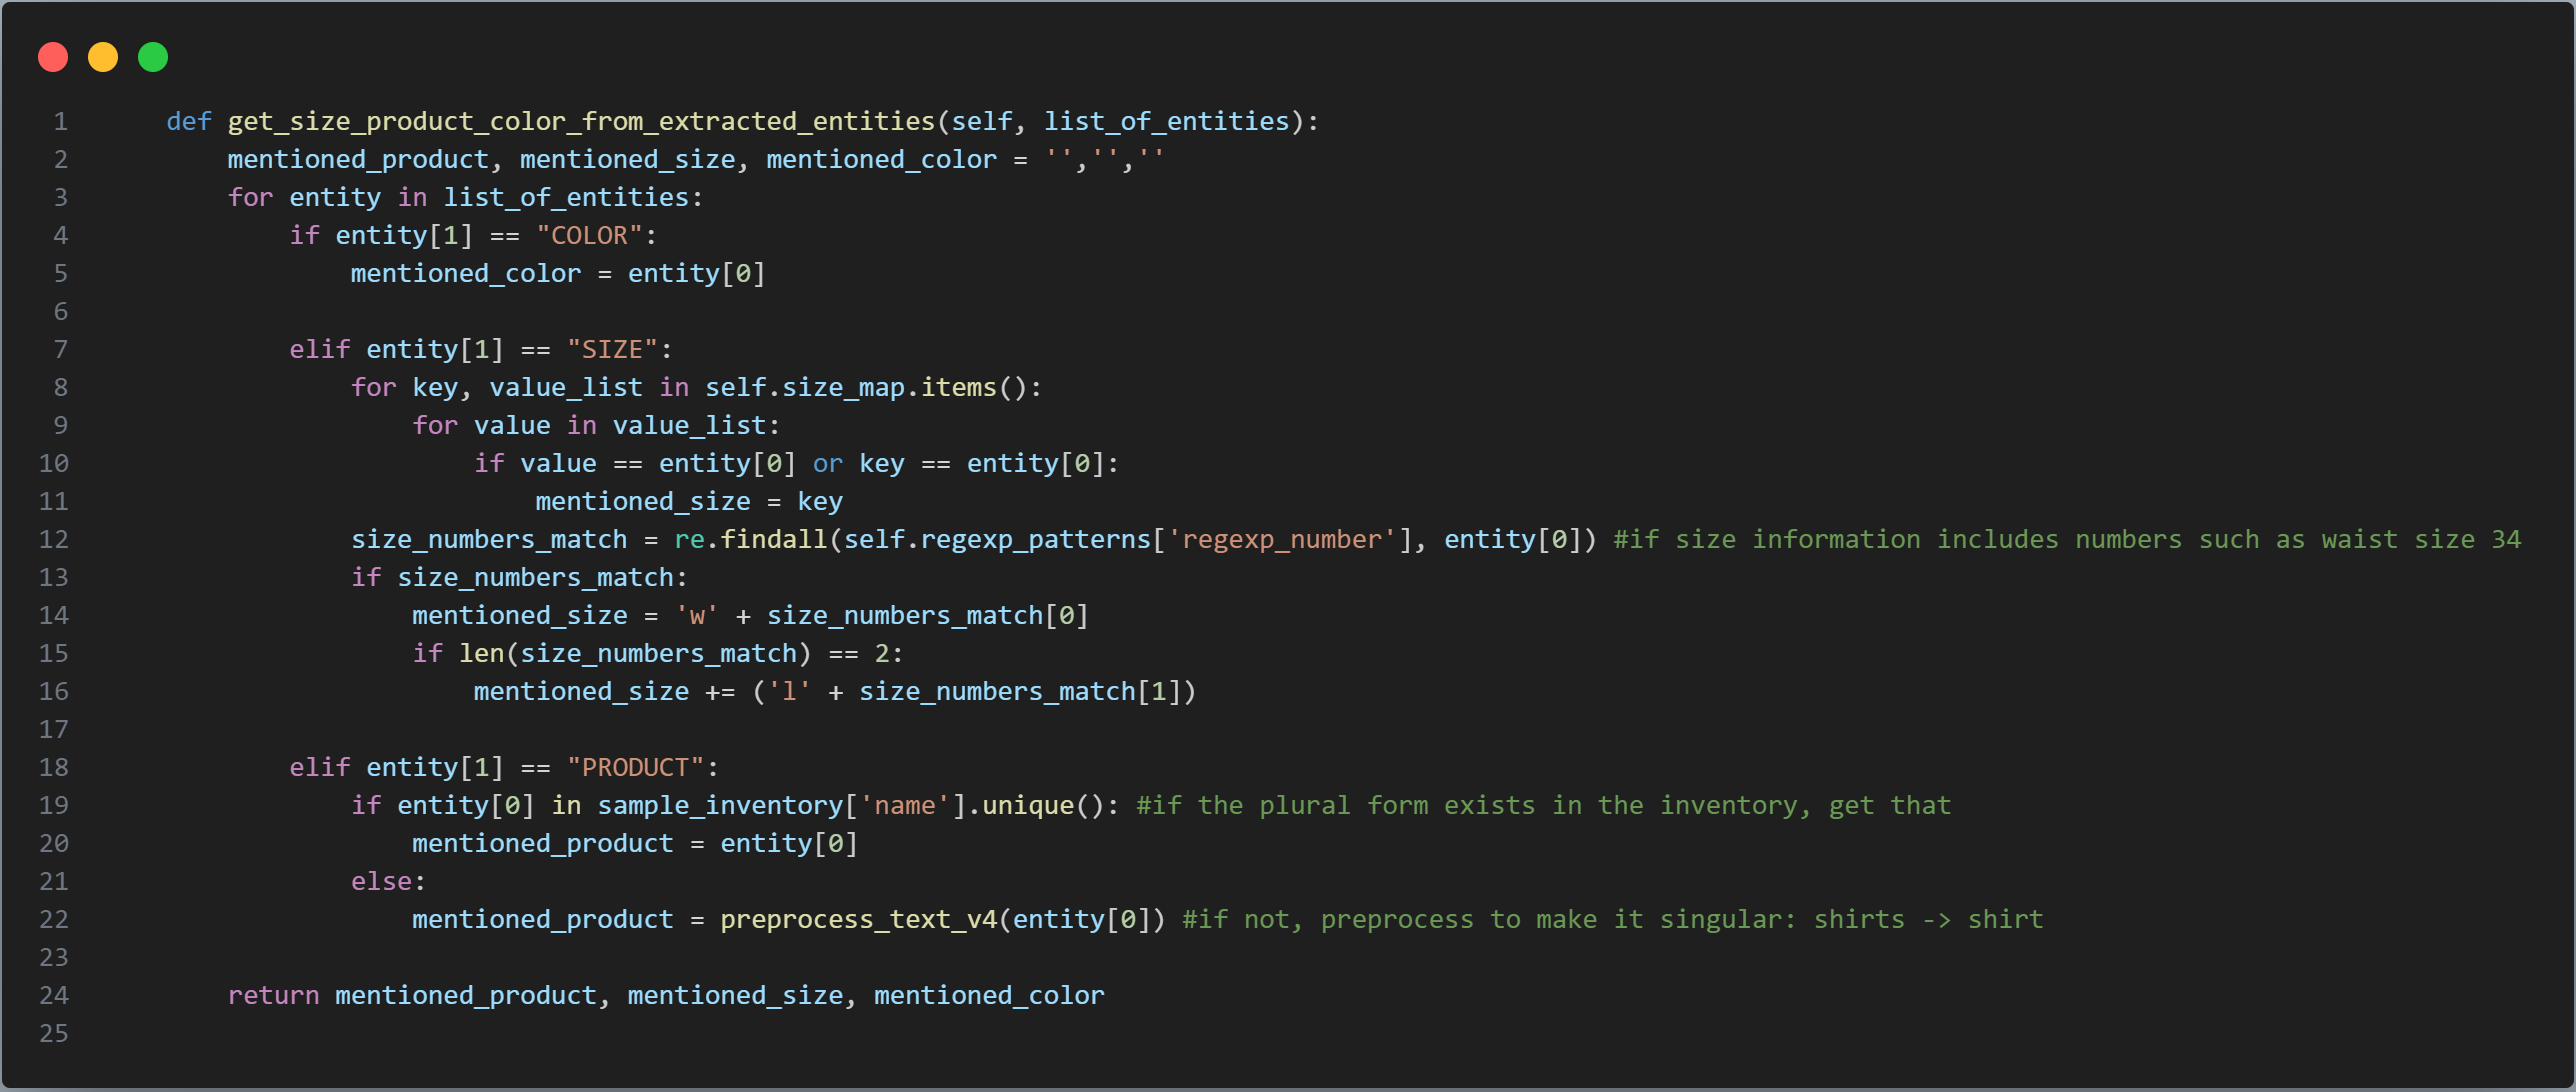 1     def get_size_product_color_from_extracted_entities(self, list_of_entities):
2         mentioned_product, mentioned_size, mentioned_color = '','',''
3         for entity in list_of_entities:
4             if entity[1] == "COLOR":
5                 mentioned_color = entity[0]
6
7             elif entity[1] == "SIZE":
8                 for key, value_list in self.size_map.items():
9                     for value in value_list:
10                        if value == entity[0] or key == entity[0]:
11                            mentioned_size = key
12                size_numbers_match = re.findall(self.regexp_patterns['regexp_number'], entity[0]) #if size information includes numbers such as waist size 34
13                if size_numbers_match:
14                    mentioned_size = 'w' + size_numbers_match[0]
15                    if len(size_numbers_match) == 2:
16                        mentioned_size += ('l' + size_numbers_match[1])
17
18            elif entity[1] == "PRODUCT":
19                if entity[0] in sample_inventory['name'].unique(): #if the plural form exists in the inventory, get that
20                    mentioned_product = entity[0]
21                else:
22                    mentioned_product = preprocess_text_v4(entity[0]) #if not, preprocess to make it singular: shirts -> shirt
23
24        return mentioned_product, mentioned_size, mentioned_color
25